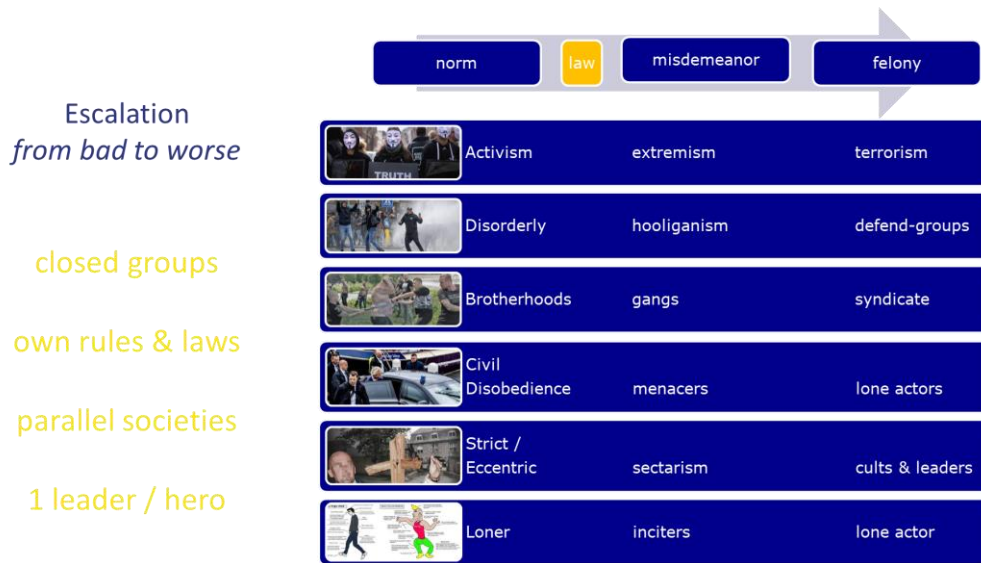 norm
law
misdemeanor
felony
Escalation
from bad to worse
closed groups
own rules & laws
parallel societies
1 leader / hero
TRUTH
Activism extremism terrorism
Disorderly hooliganism defend-groups
Brotherhoods gangs syndicate
Civil
Disobedience menacers lone actors
Strict /
Eccentric sectarism cults & leaders
Loner inciters lone actor